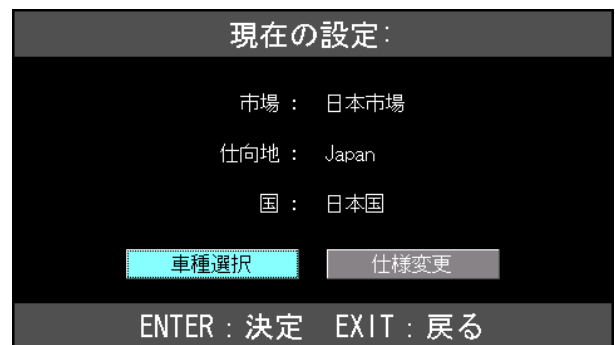 現在の設定:
市場 : 日本市場
仕向地 : Japan
国 : 日本国
車種選択 仕様変更
ENTER : 決定 EXIT : 戻る